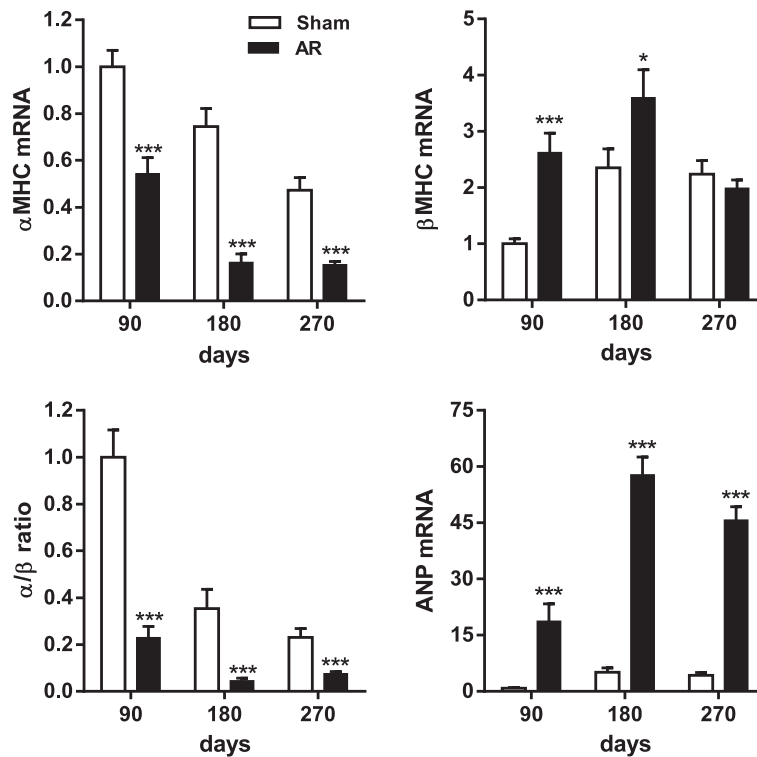 Sham
AR
αMHC mRNA
1.2
1.0
0.8
0.6
0.4
0.2
0.0
***
***
***
90 180 270
days
βMHC mRNA
5
4
3
2
1
0
***
*
90 180 270
days
α/β ratio
1.2
1.0
0.8
0.6
0.4
0.2
0.0
***
***
***
90 180 270
days
ANP mRNA
75
60
45
30
15
0
***
***
***
90 180 270
days